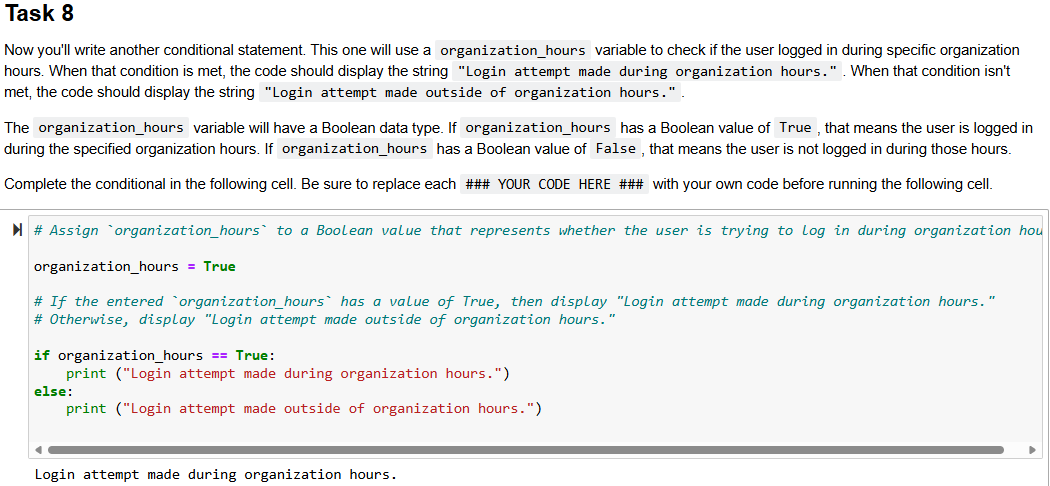 Task 8
Now you'll write another conditional statement. This one will use a organization_hours variable to check if the user logged in during specific organization
hours. When that condition is met, the code should display the string "Login attempt made during organization hours." . When that condition isn't
met, the code should display the string "Login attempt made outside of organization hours." .
The organization_hours variable will have a Boolean data type. If organization_hours has a Boolean value of True , that means the user is logged in
during the specified organization hours. If organization_hours has a Boolean value of False , that means the user is not logged in during those hours.
Complete the conditional in the following cell. Be sure to replace each ### YOUR CODE HERE ### with your own code before running the following cell.
# Assign `organization_hours` to a Boolean value that represents whether the user is trying to log in during organization hou
organization_hours = True
# If the entered `organization_hours` has a value of True, then display "Login attempt made during organization hours."
# Otherwise, display "Login attempt made outside of organization hours."
if organization_hours == True:
    print ("Login attempt made during organization hours.")
else:
    print ("Login attempt made outside of organization hours.")
Login attempt made during organization hours.